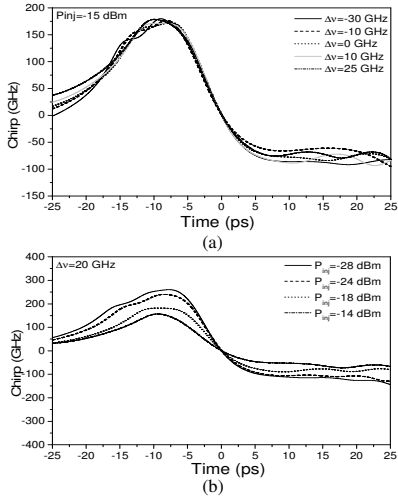 Pinj=-15 dBm
Δν=-30 GHz
Δν=-10 GHz
Δν=0 GHz
Δν=10 GHz
Δν=25 GHz
200
150
100
50
0
-50
-100
-150
Chirp (GHz)
-25 -20 -15 -10 -5 0 5 10 15 20 25
Time (ps)
(a)
Δν=20 GHz
P_inj=-28 dBm
P_inj=-24 dBm
P_inj=-18 dBm
P_inj=-14 dBm
400
300
200
100
0
-100
-200
-300
-400
Chirp (GHz)
-25 -20 -15 -10 -5 0 5 10 15 20 25
Time (ps)
(b)